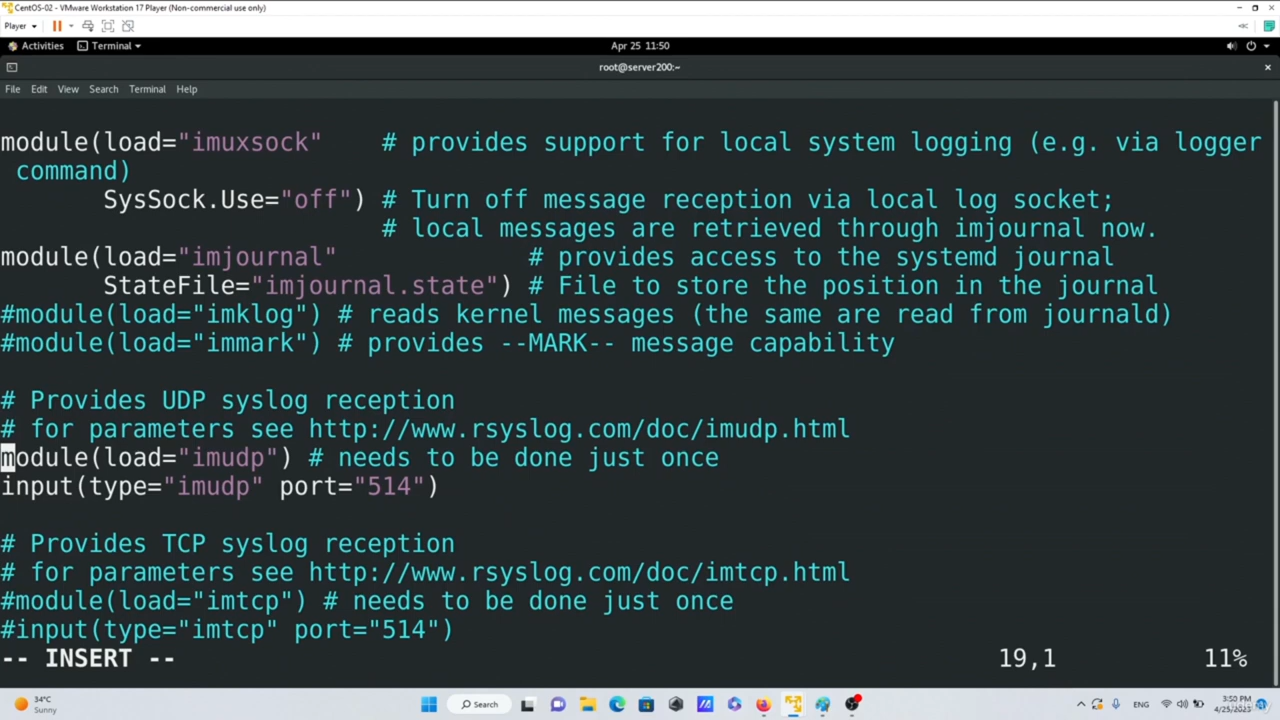 CentOS-02 - VMware Workstation 17 Player (Non-commercial use only)
Player
Activities Terminal Apr 25 11:50
root@server200:~
File Edit View Search Terminal Help
module(load="imuxsock"    # provides support for local system logging (e.g. via logger
 command)
       SysSock.Use="off") # Turn off message reception via local log socket;
                          # local messages are retrieved through imjournal now.
module(load="imjournal"             # provides access to the systemd journal
       StateFile="imjournal.state") # File to store the position in the journal
#module(load="imklog") # reads kernel messages (the same are read from journald)
#module(load="immark") # provides --MARK-- message capability
# Provides UDP syslog reception
# for parameters see http://www.rsyslog.com/doc/imudp.html
module(load="imudp") # needs to be done just once
input(type="imudp" port="514")
# Provides TCP syslog reception
# for parameters see http://www.rsyslog.com/doc/imtcp.html
#module(load="imtcp") # needs to be done just once
#input(type="imtcp" port="514")
-- INSERT -- 19,1 11%
34°C
Sunny
Search
ENG
3:50 PM
4/25/2023